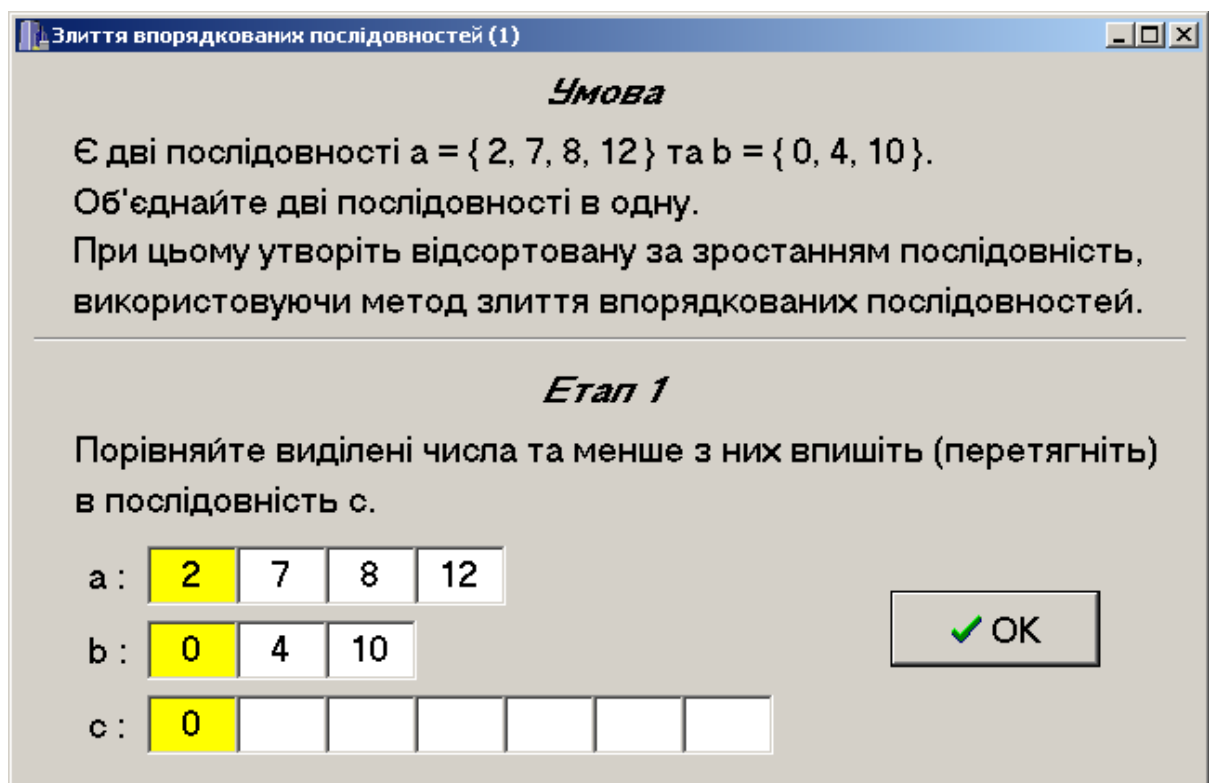 Злиття впорядкованих послідовностей (1)
Умова
Є дві послідовності a = { 2, 7, 8, 12 } та b = { 0, 4, 10 }.
Об'єднайте дві послідовності в одну.
При цьому утворіть відсортовану за зростанням послідовність,
використовуючи метод злиття впорядкованих послідовностей.
Етап 1
Порівняйте виділені числа та менше з них впишіть (перетягніть)
в послідовність c.
a : 2 7 8 12
b : 0 4 10
OK
c : 0